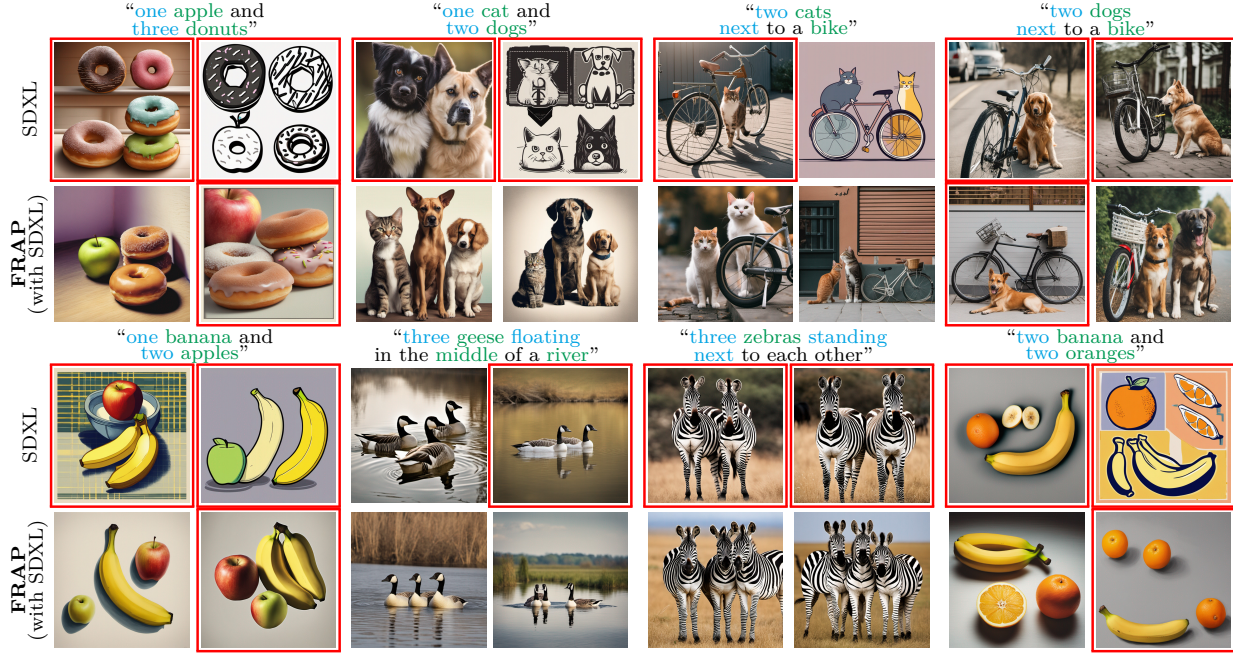 “one apple and
three donuts”
“one cat and
two dogs”
“two cats
next to a bike”
“two dogs
next to a bike”
SDXL
FRAP
(with SDXL)
“one banana and
two apples”
“three geese floating
in the middle of a river”
“three zebras standing
next to each other”
“two banana and
two oranges”
SDXL
FRAP
(with SDXL)